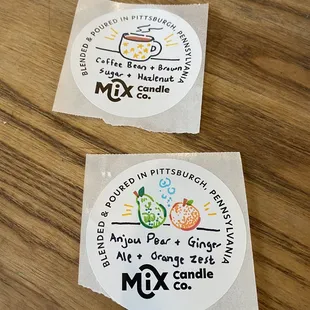 BLENDED & POURED IN PITTSBURGH, PENNSYLVANIA
Coffee Bean + Brown
Sugar + Hazelnut
MiX Candle
Co.
BLENDED & POURED IN PITTSBURGH, PENNSYLVANIA
Anjou Pear + Ginger
Ale + Orange Zest
MiX Candle
Co.